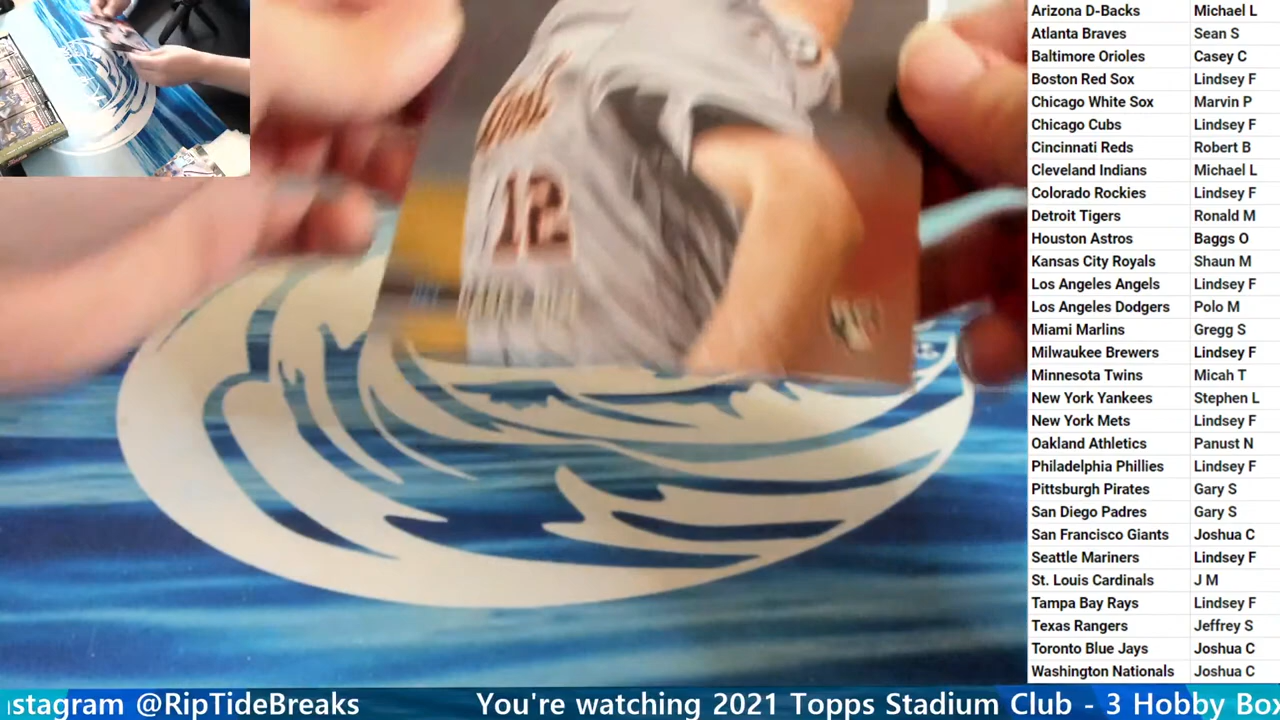 Arizona D-Backs Michael L
Atlanta Braves Sean S
Baltimore Orioles Casey C
Boston Red Sox Lindsey F
Chicago White Sox Marvin P
Chicago Cubs Lindsey F
Cincinnati Reds Robert B
Cleveland Indians Michael L
Colorado Rockies Lindsey F
Detroit Tigers Ronald M
Houston Astros Baggs O
Kansas City Royals Shaun M
Los Angeles Angels Lindsey F
Los Angeles Dodgers Polo M
Miami Marlins Gregg S
Milwaukee Brewers Lindsey F
Minnesota Twins Micah T
New York Yankees Stephen L
New York Mets Lindsey F
Oakland Athletics Panust N
Philadelphia Phillies Lindsey F
Pittsburgh Pirates Gary S
San Diego Padres Gary S
San Francisco Giants Joshua C
Seattle Mariners Lindsey F
St. Louis Cardinals J M
Tampa Bay Rays Lindsey F
Texas Rangers Jeffrey S
Toronto Blue Jays Joshua C
Washington Nationals Joshua C
12
stagram @RipTideBreaks You're watching 2021 Topps Stadium Club - 3 Hobby Box